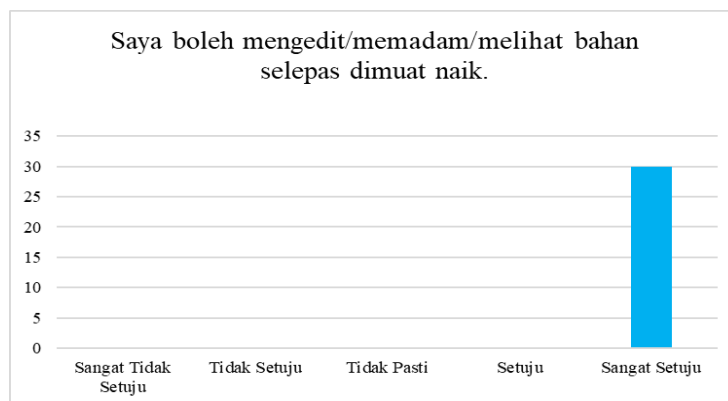 Saya boleh mengedit/memadam/melihat bahan
selepas dimuat naik.
35
30
25
20
15
10
5
0
Sangat Tidak
Setuju
Tidak Setuju
Tidak Pasti
Setuju
Sangat Setuju